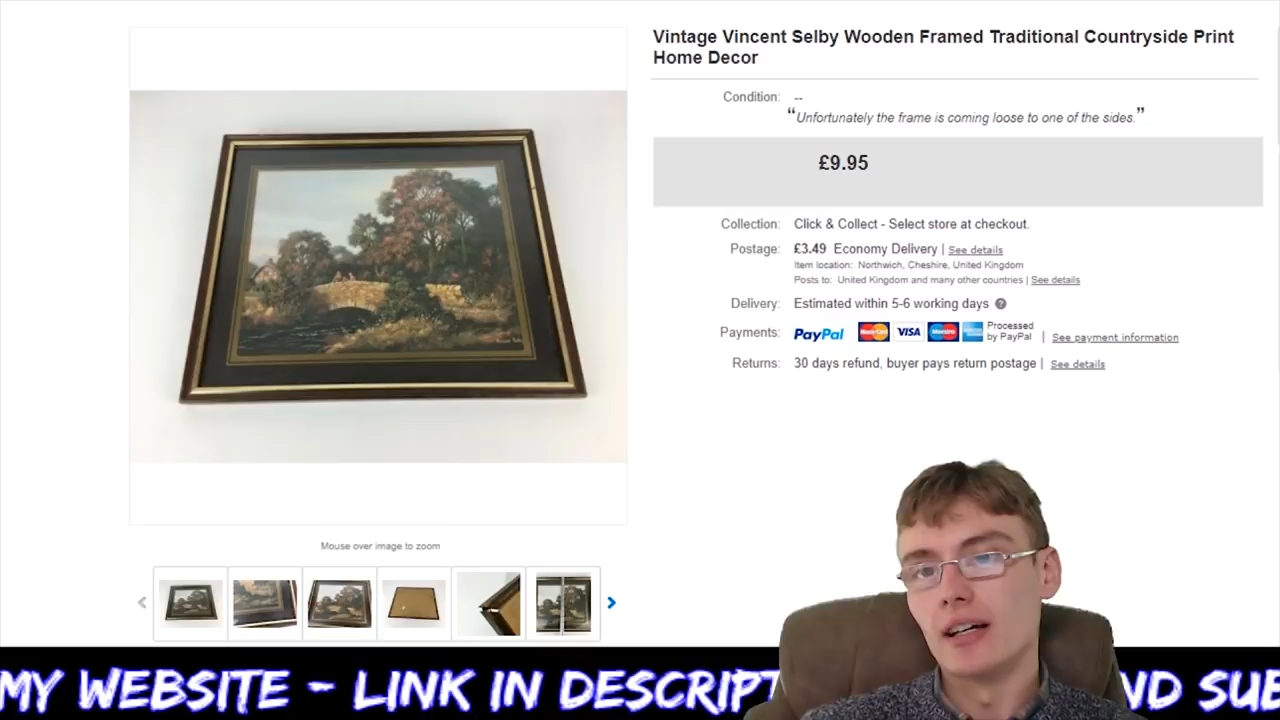 Vintage Vincent Selby Wooden Framed Traditional Countryside Print
Home Decor
Condition: --
“Unfortunately the frame is coming loose to one of the sides.”
£9.95
Collection: Click & Collect - Select store at checkout.
Postage: £3.49 Economy Delivery | See details
Item location: Northwich, Cheshire, United Kingdom
Posts to: United Kingdom and many other countries | See details
Delivery: Estimated within 5-6 working days
Payments: PayPal MasterCard VISA Maestro Processed by PayPal | See payment information
Returns: 30 days refund, buyer pays return postage | See details
Mouse over image to zoom
MY WEBSITE - LINK IN DESCRIPT ND SUB